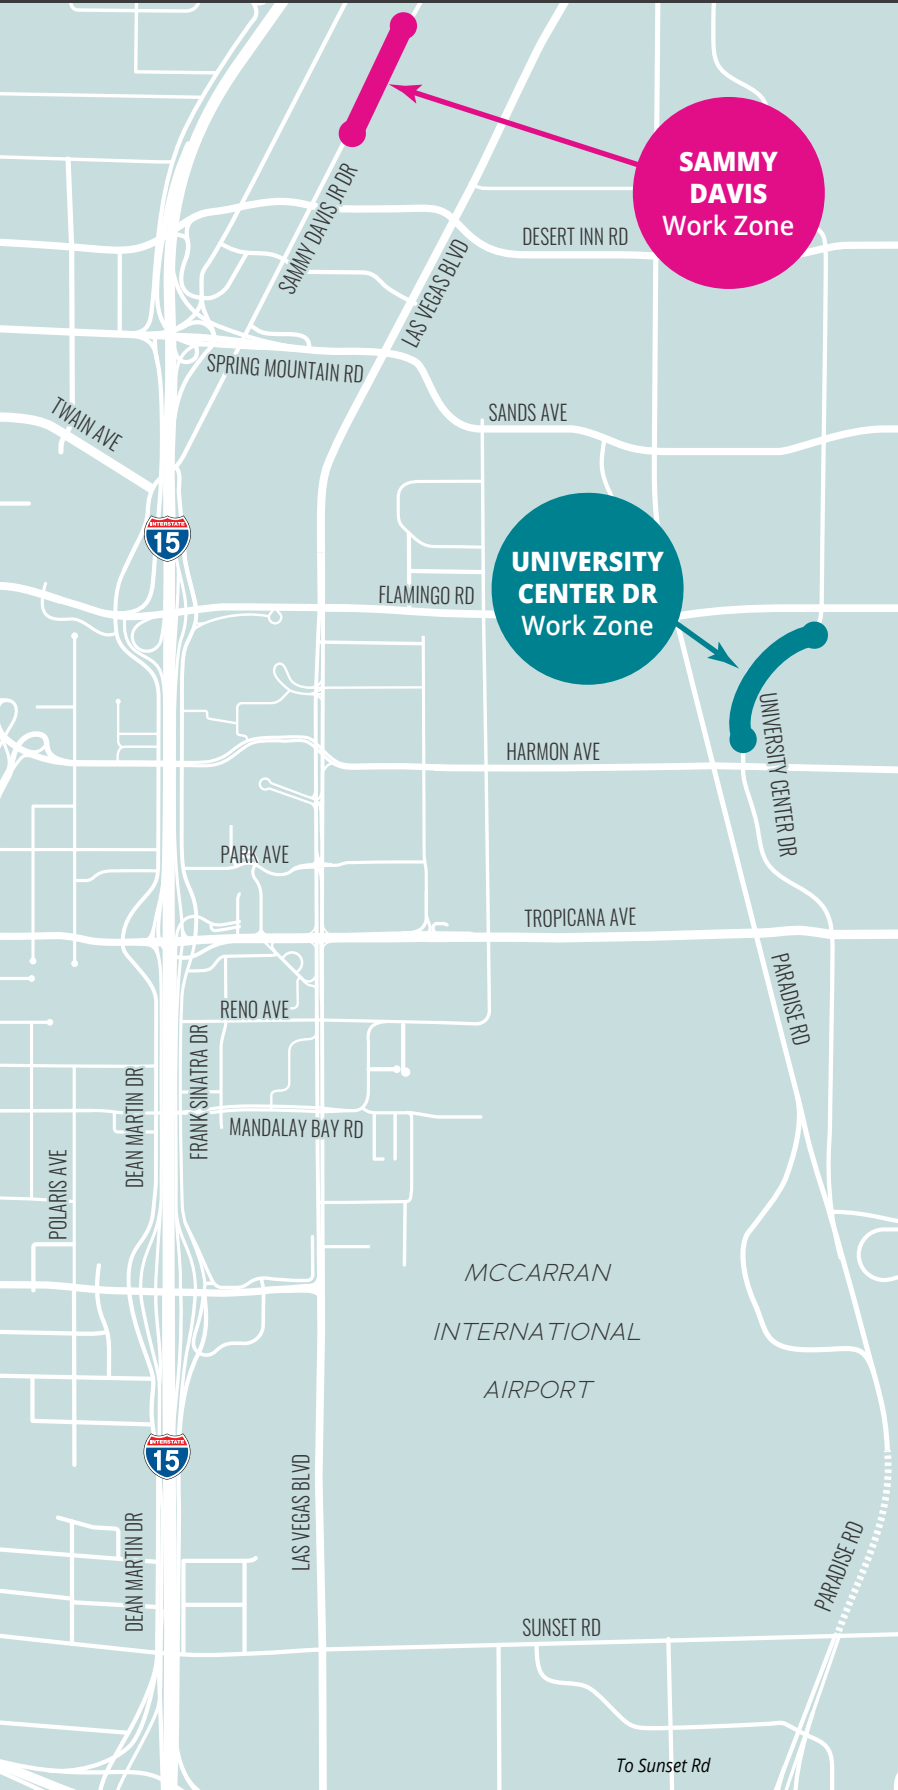 SAMMY
DAVIS
Work Zone
SAMMY DAVIS JR DR
DESERT INN RD
LAS VEGAS BLVD
SPRING MOUNTAIN RD
TWAIN AVE
SANDS AVE
INTERSTATE
15
UNIVERSITY
CENTER DR
Work Zone
FLAMINGO RD
UNIVERSITY CENTER DR
HARMON AVE
PARK AVE
TROPICANA AVE
PARADISE RD
RENO AVE
FRANK SINATRA DR
DEAN MARTIN DR
MANDALAY BAY RD
POLARIS AVE
MCCARRAN
INTERNATIONAL
AIRPORT
INTERSTATE
15
LAS VEGAS BLVD
DEAN MARTIN DR
PARADISE RD
SUNSET RD
To Sunset Rd